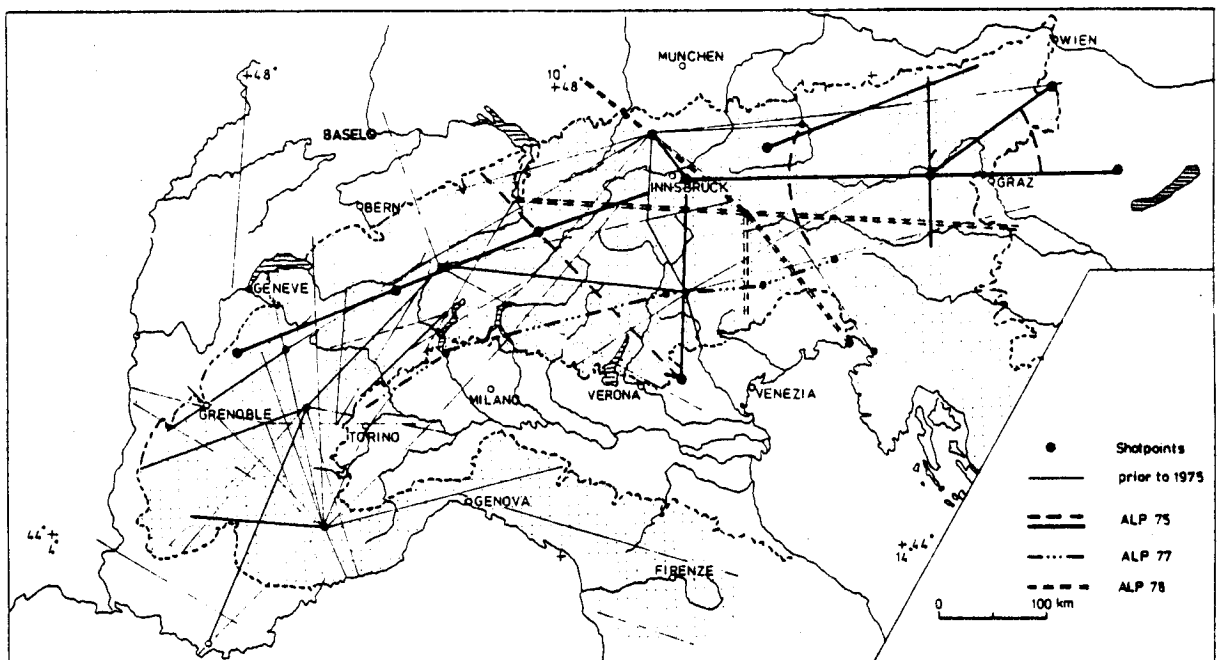 WIEN
MUNCHEN
+48°
10°
+48
BASEL
INNSBRUCK
GRAZ
BERN
GENEVE
GRENOBLE
TORINO
MILANO
VERONA
VENEZIA
GENOVA
FIRENZE
44°+
4°
+44°
14°
Shotpoints
prior to 1975
ALP 75
ALP 77
ALP 78
0 100 km